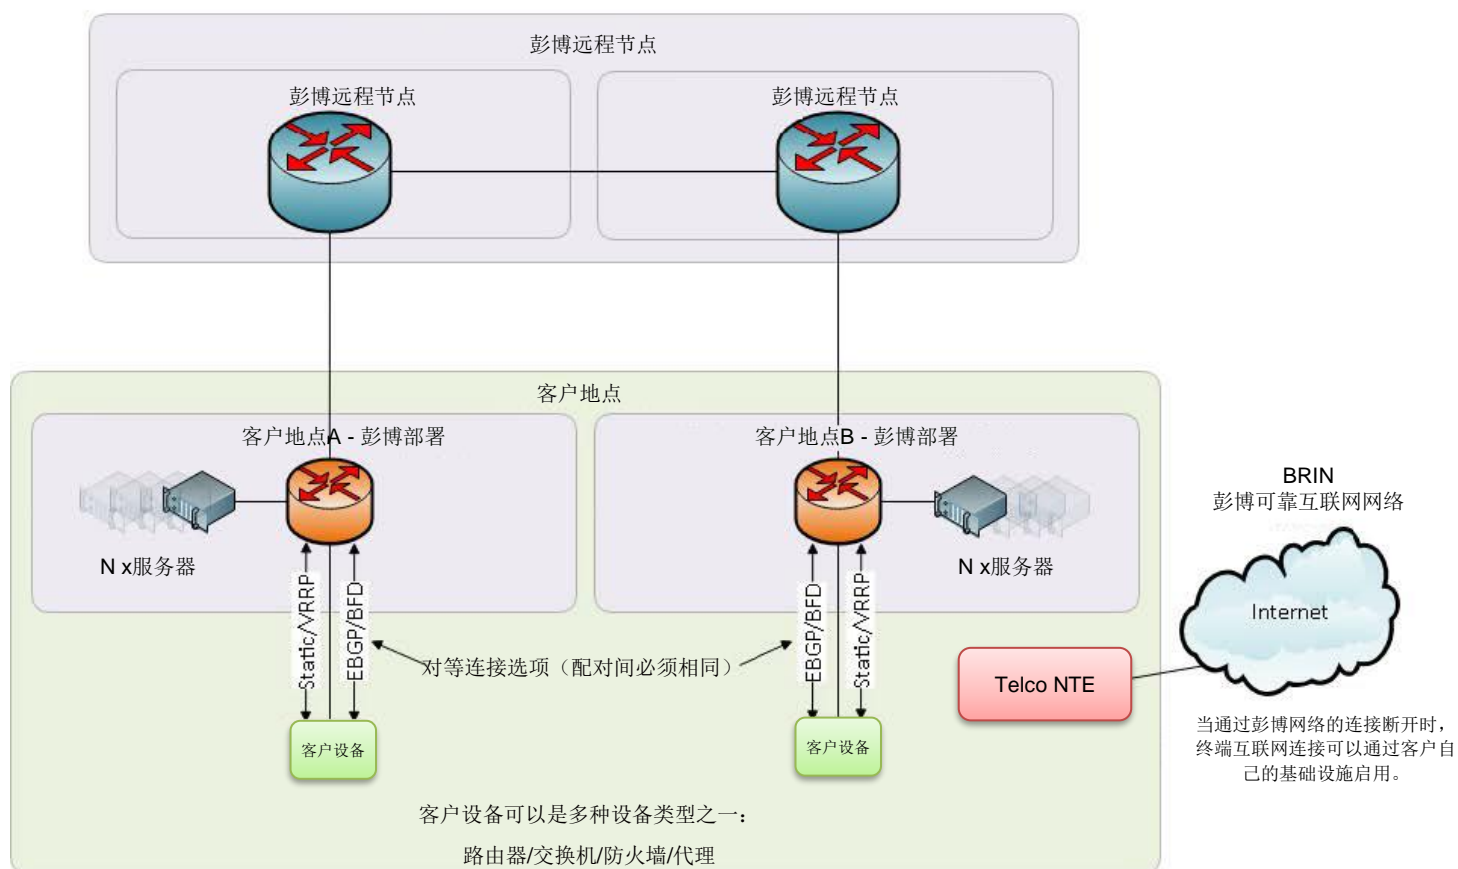 彭博远程节点
彭博远程节点
彭博远程节点
客户地点
客户地点A - 彭博部署
客户地点B - 彭博部署
N x服务器
N x服务器
Static/VRRP
EBGP/BFD
EBGP/BFD
Static/VRRP
对等连接选项（配对间必须相同）
客户设备
客户设备
客户设备可以是多种设备类型之一：
路由器/交换机/防火墙/代理
Telco NTE
BRIN
彭博可靠互联网网络
Internet
当通过彭博网络的连接断开时，
终端互联网连接可以通过客户自
己的基础设施启用。